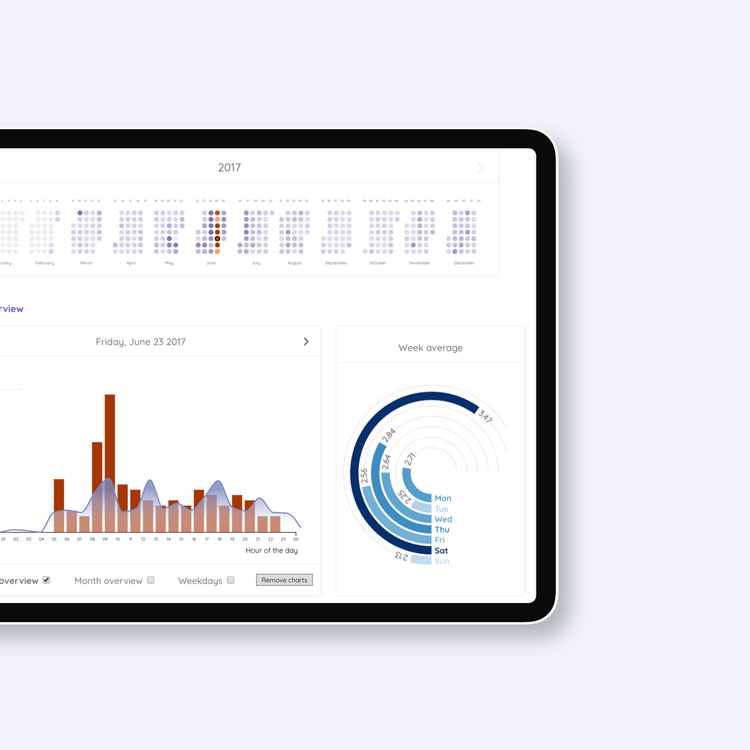 2017
February
March
April
May
June
July
August
September
October
November
December
Friday, June 23 2017
Week average
3.47
2.84
2.64
2.71
2.56
2.25
2.13
Mon
Tue
Wed
Thu
Fri
Sat
Sun
01 02 03 04 05 06 07 08 09 10 11 12 13 14 15 16 17 18 19 20 21 22 23 00
Hour of the day
overview
Month overview
Weekdays
Remove charts